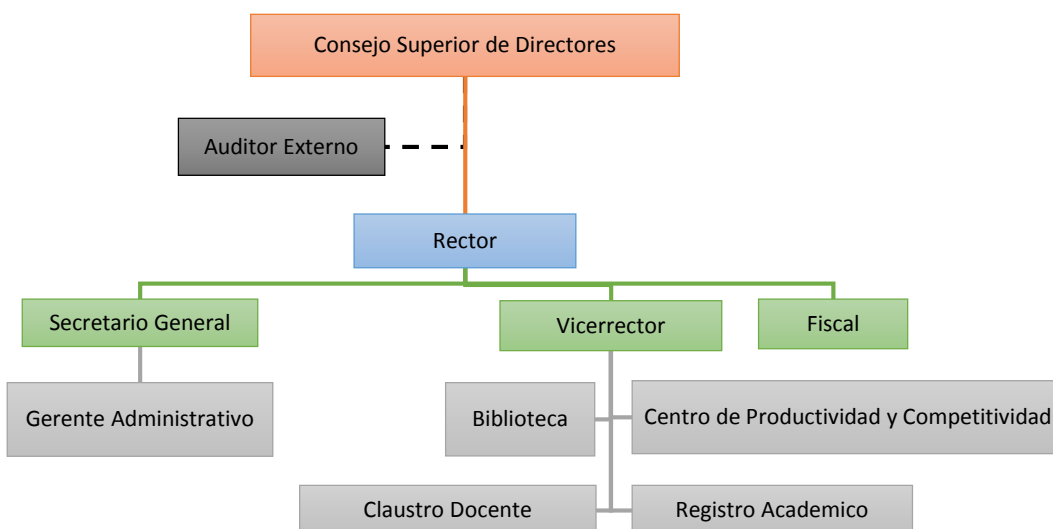 Consejo Superior de Directores
Auditor Externo
Rector
Secretario General
Vicerrector
Fiscal
Gerente Administrativo
Biblioteca
Centro de Productividad y Competitividad
Claustro Docente
Registro Academico